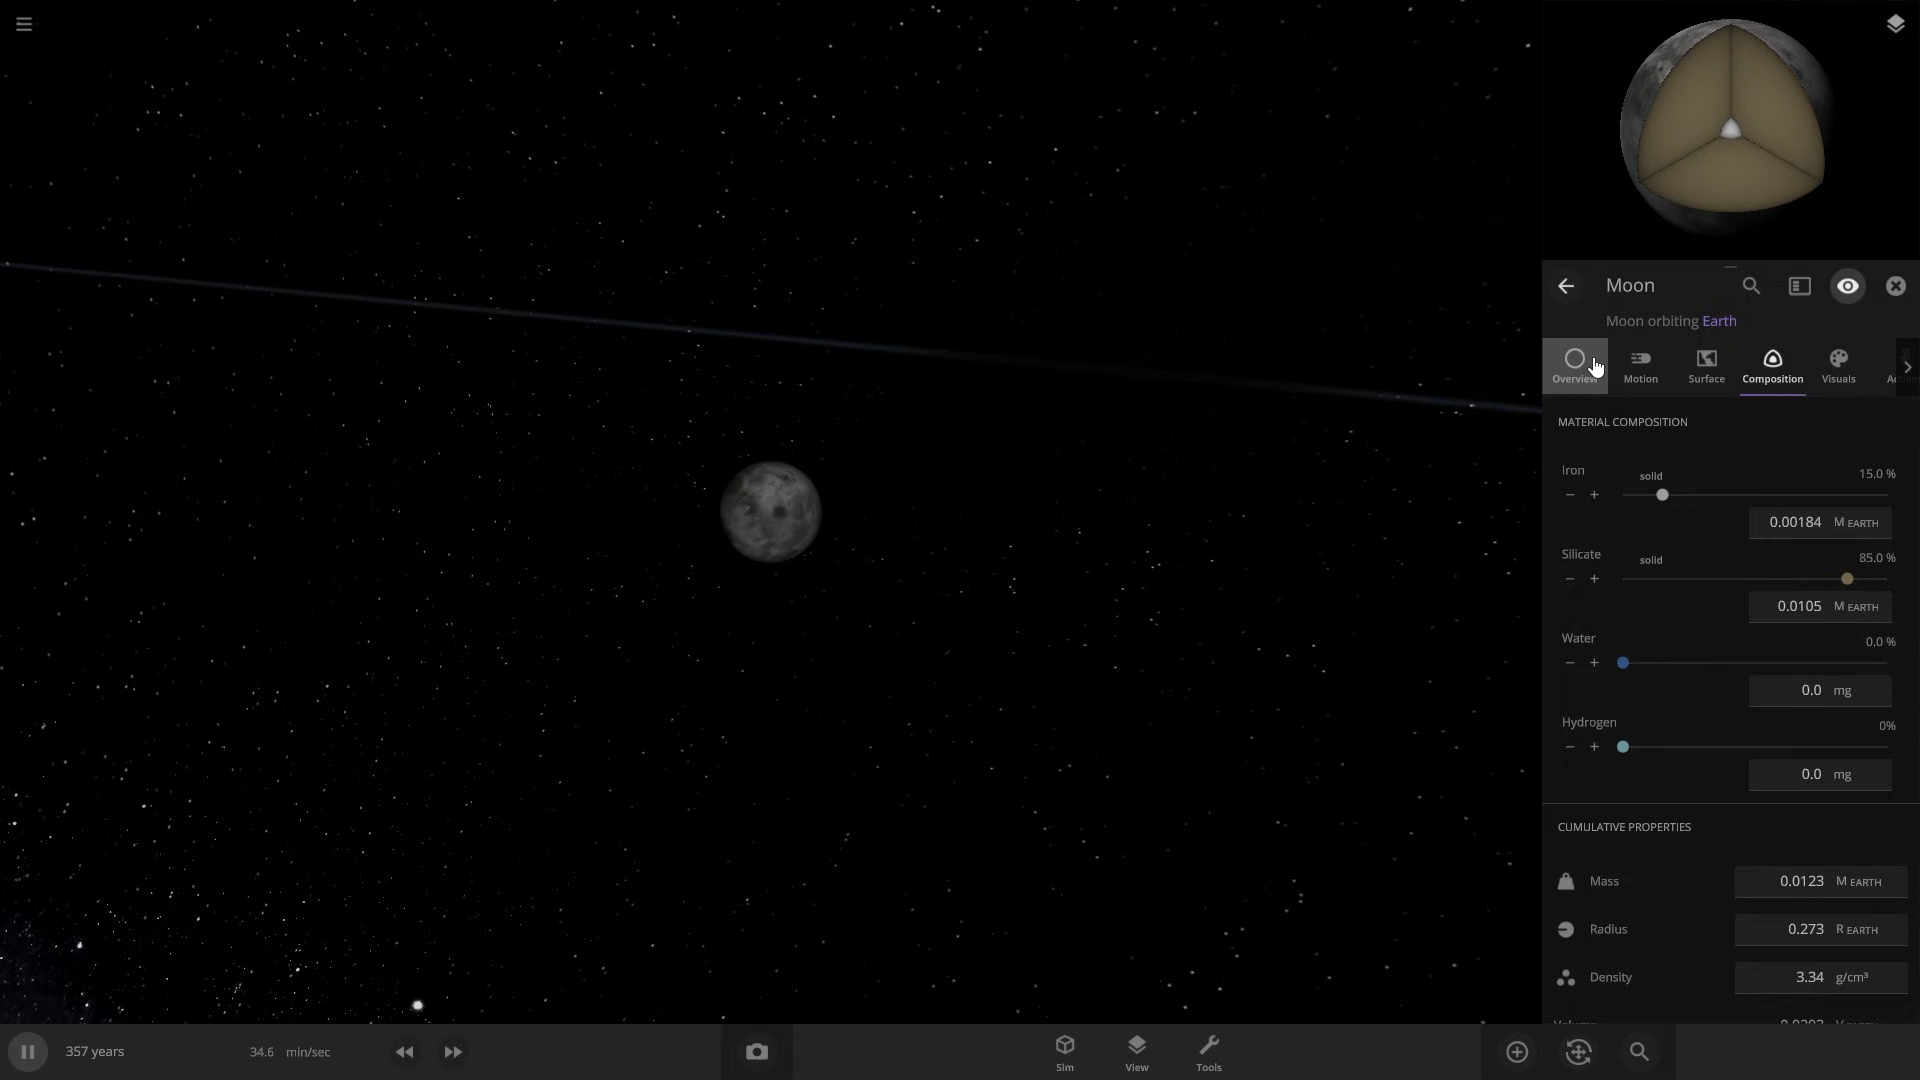 Moon
Moon orbiting Earth
Overview Motion Surface Composition Visuals
MATERIAL COMPOSITION
Iron solid 15.0 %
0.00184 M EARTH
Silicate solid 85.0 %
0.0105 M EARTH
Water 0.0 %
0.0 mg
Hydrogen 0%
0.0 mg
CUMULATIVE PROPERTIES
Mass 0.0123 M EARTH
Radius 0.273 R EARTH
Density 3.34 g/cm³
357 years 34.6 min/sec
Sim View Tools